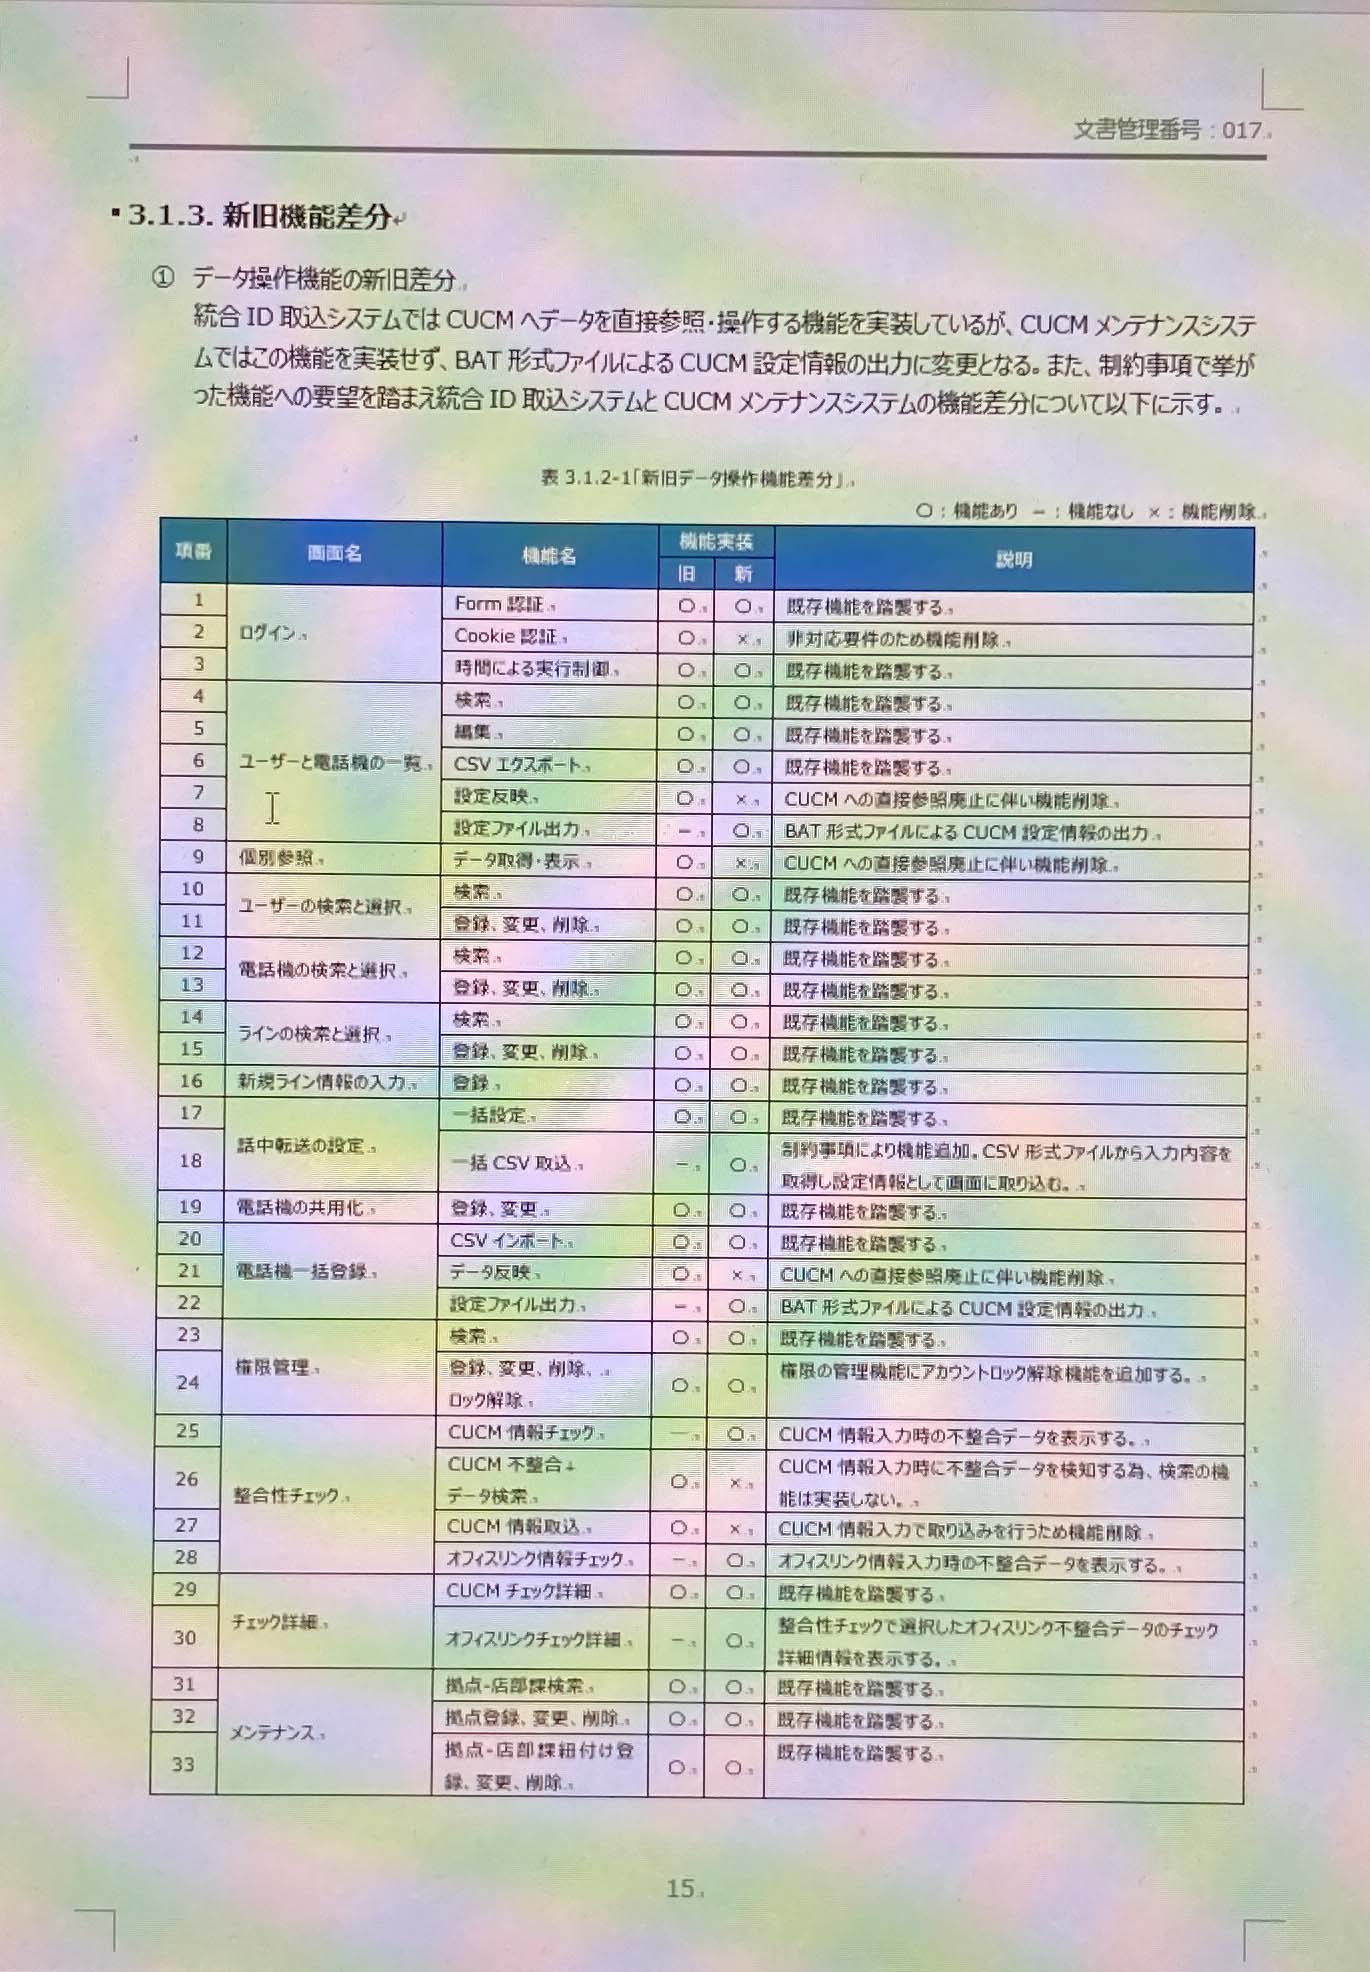 文書管理番号：017
3.1.3. 新旧機能差分
① データ操作機能の新旧差分
統合 ID 取込システムでは CUCM へデータを直接参照・操作する機能を実装しているが、CUCM メンテナンスシステ
ムではこの機能を実装せず、BAT 形式ファイルによる CUCM 設定情報の出力に変更となる。また、制約事項で挙が
った機能への要望を踏まえ統合 ID 取込システムと CUCM メンテナンスシステムの機能差分について以下に示す。
表 3.1.2-1「新旧データ操作機能差分」
○：機能あり －：機能なし ×：機能削除
項番 画面名 機能名 機能実装 説明
旧 新
1 ログイン Form 認証 ○ ○ 既存機能を踏襲する
2 Cookie 認証 ○ × 非対応要件のため機能削除
3 時間による実行制御 ○ ○ 既存機能を踏襲する
4 ユーザーと電話機の一覧 検索 ○ ○ 既存機能を踏襲する
5 編集 ○ ○ 既存機能を踏襲する
6 CSV エクスポート ○ ○ 既存機能を踏襲する
7 設定反映 ○ × CUCM への直接参照廃止に伴い機能削除
8 設定ファイル出力 － ○ BAT 形式ファイルによる CUCM 設定情報の出力
9 個別参照 データ取得・表示 ○ × CUCM への直接参照廃止に伴い機能削除
10 ユーザーの検索と選択 検索 ○ ○ 既存機能を踏襲する
11 登録、変更、削除 ○ ○ 既存機能を踏襲する
12 電話機の検索と選択 検索 ○ ○ 既存機能を踏襲する
13 登録、変更、削除 ○ ○ 既存機能を踏襲する
14 ラインの検索と選択 検索 ○ ○ 既存機能を踏襲する
15 登録、変更、削除 ○ ○ 既存機能を踏襲する
16 新規ライン情報の入力 登録 ○ ○ 既存機能を踏襲する
17 話中転送の設定 一括設定 ○ ○ 既存機能を踏襲する
18 一括 CSV 取込 － ○ 制約事項により機能追加。CSV 形式ファイルから入力内容を
取得し設定情報として画面に取り込む。
19 電話機の共用化 登録、変更 ○ ○ 既存機能を踏襲する
20 電話機一括登録 CSV インポート ○ ○ 既存機能を踏襲する
21 データ反映 ○ × CUCM への直接参照廃止に伴い機能削除
22 設定ファイル出力 － ○ BAT 形式ファイルによる CUCM 設定情報の出力
23 権限管理 検索 ○ ○ 既存機能を踏襲する
24 登録、変更、削除、 ○ ○ 権限の管理機能にアカウントロック解除機能を追加する。
ロック解除
25 整合性チェック CUCM 情報チェック － ○ CUCM 情報入力時の不整合データを表示する。
26 CUCM 不整合↓ ○ × CUCM 情報入力時に不整合データを検知する為、検索の機
データ検索 能は実装しない。
27 CUCM 情報取込 ○ × CUCM 情報入力で取り込みを行うため機能削除
28 オフィスリンク情報チェック － ○ オフィスリンク情報入力時の不整合データを表示する。
29 チェック詳細 CUCM チェック詳細 ○ ○ 既存機能を踏襲する
30 オフィスリンクチェック詳細 － ○ 整合性チェックで選択したオフィスリンク不整合データのチェック
詳細情報を表示する。
31 メンテナンス 拠点-店部課検索 ○ ○ 既存機能を踏襲する
32 拠点登録、変更、削除 ○ ○ 既存機能を踏襲する
33 拠点-店部課紐付け登 ○ ○ 既存機能を踏襲する
録、変更、削除
15